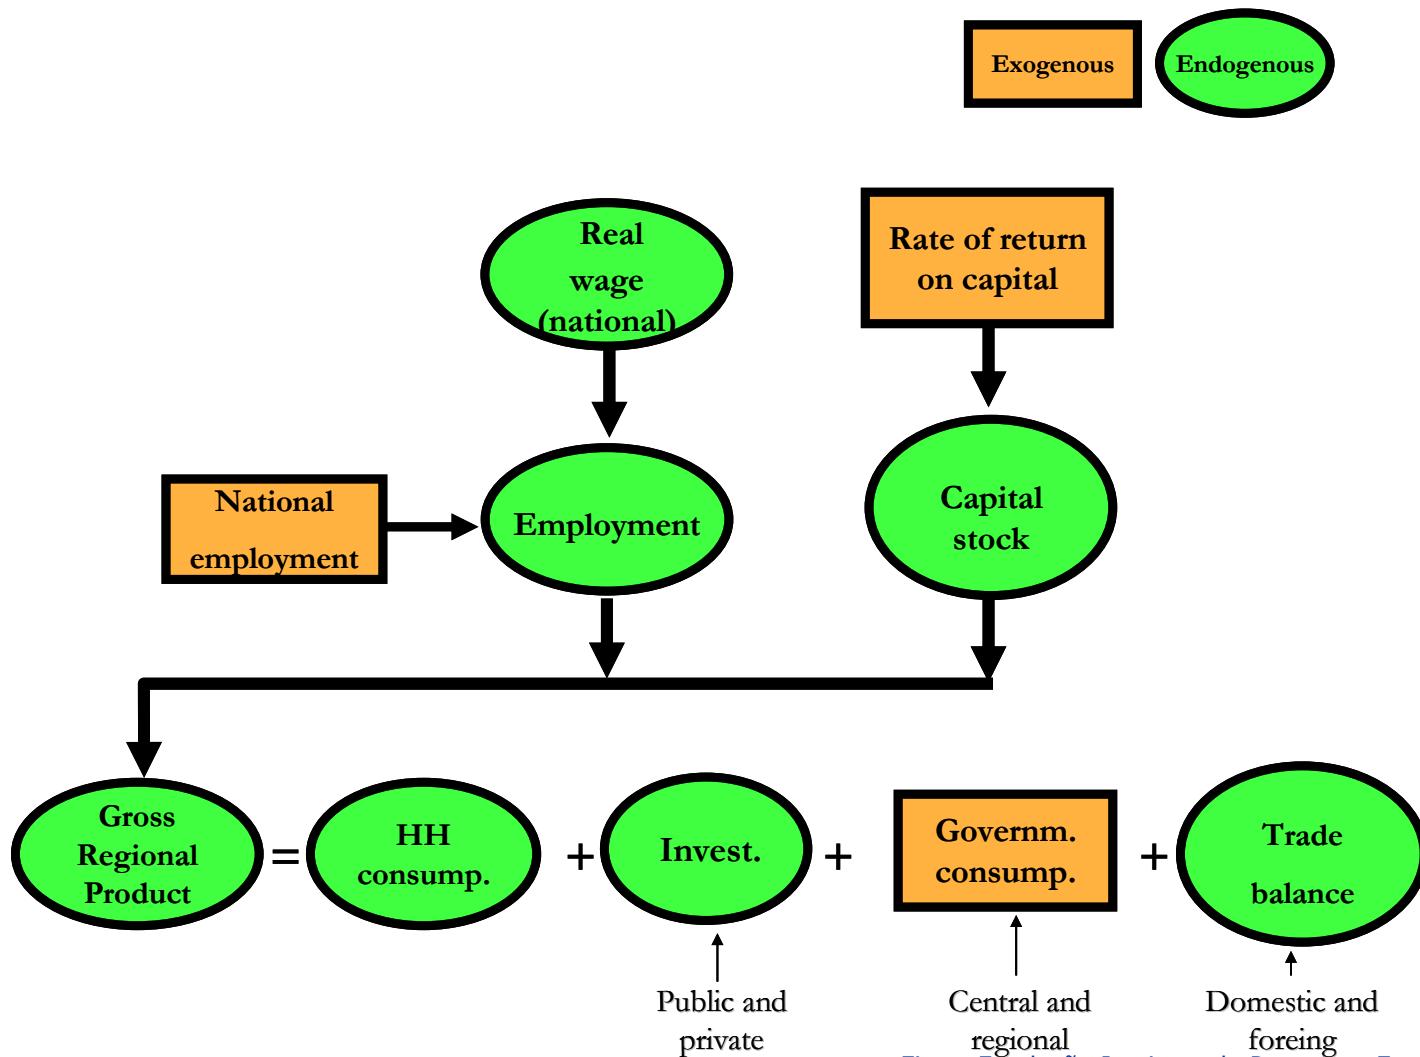 Exogenous
Endogenous
Real
wage
(national)
Rate of return
on capital
National
employment
Employment
Capital
stock
Gross
Regional
Product
=
HH
consump.
+
Invest.
+
Governm.
consump.
+
Trade
balance
Public and
private
Central and
regional
Domestic and
foreing